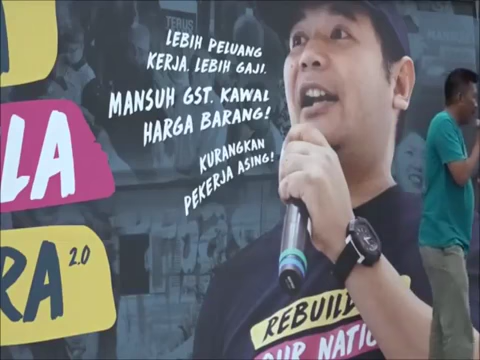 LEBIH PELUANG
KERJA. LEBIH GAJI.
MANSUH GST. KAWAL
HARGA BARANG!
KURANGKAN
PEKERJA ASING!
LA
RA 2.0
REBUILD
OUR NATIO